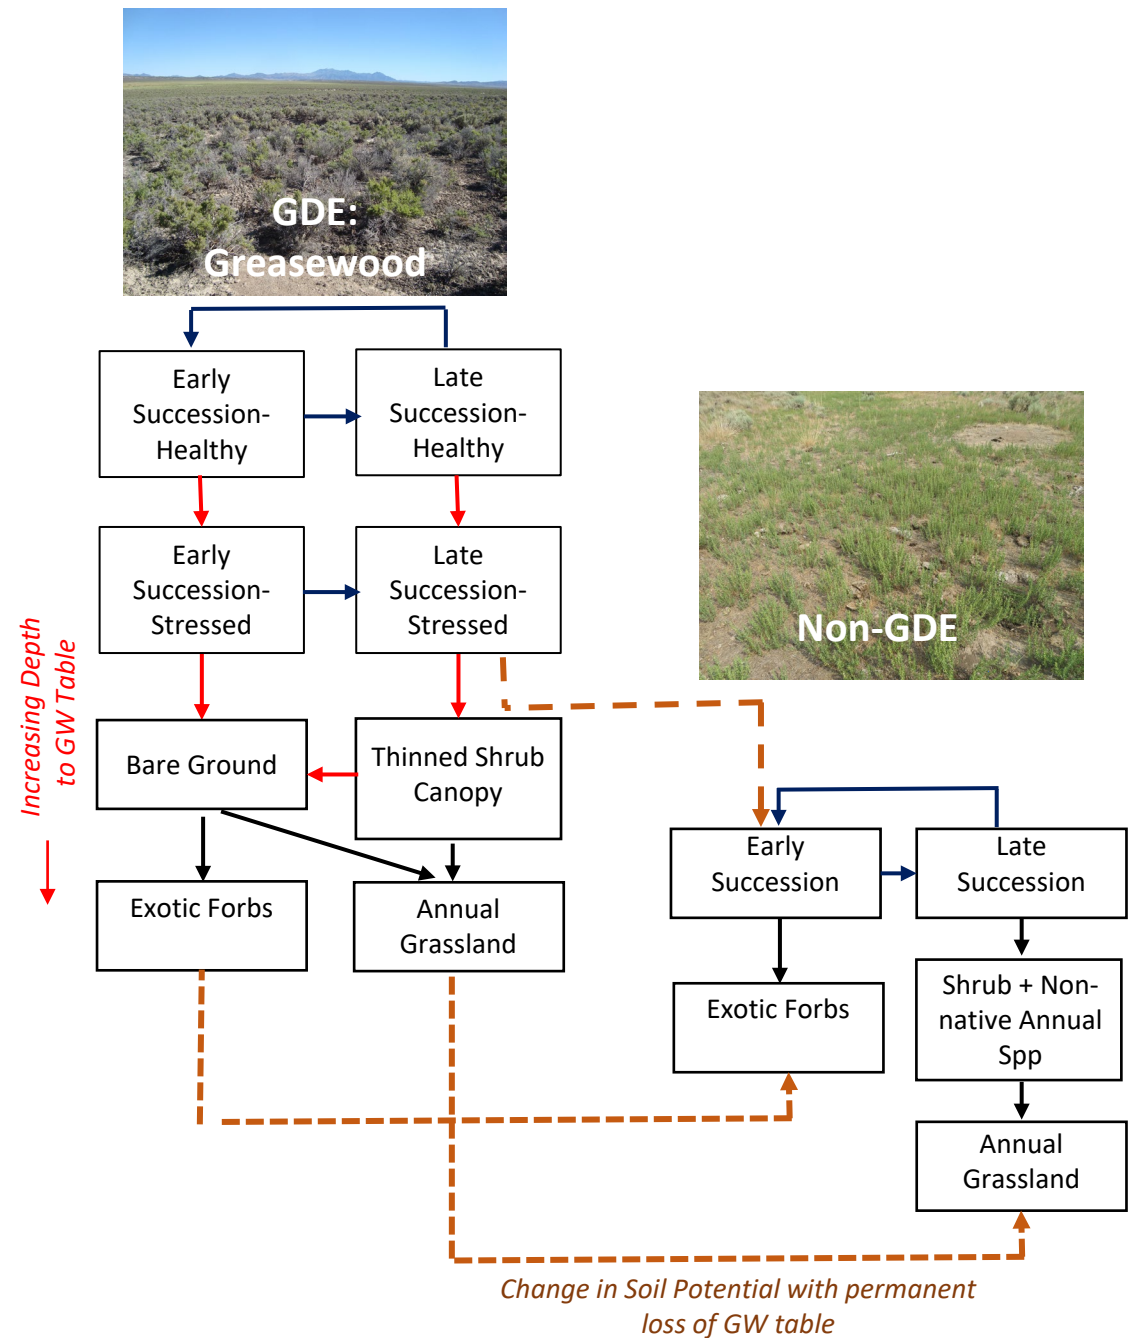 GDE:
Greasewood
Early
Succession-
Healthy
Late
Succession-
Healthy
Early
Succession-
Stressed
Late
Succession-
Stressed
Non-GDE
Increasing Depth
to GW Table
Bare Ground
Thinned Shrub
Canopy
Early
Succession
Late
Succession
Exotic Forbs
Annual
Grassland
Exotic Forbs
Shrub + Non-
native Annual
Spp
Annual
Grassland
Change in Soil Potential with permanent
loss of GW table